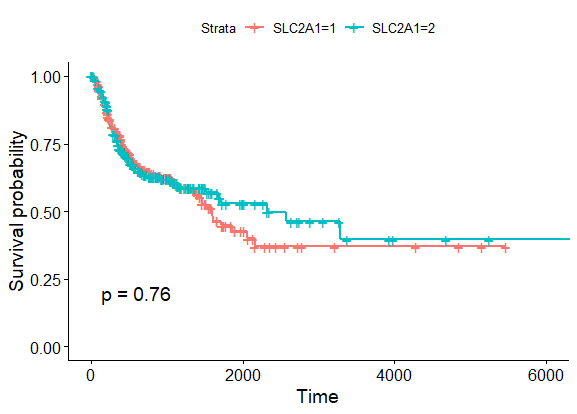 Strata SLC2A1=1 SLC2A1=2
Survival probability
1.00
0.75
0.50
0.25
0.00
p = 0.76
0 2000 4000 6000
Time